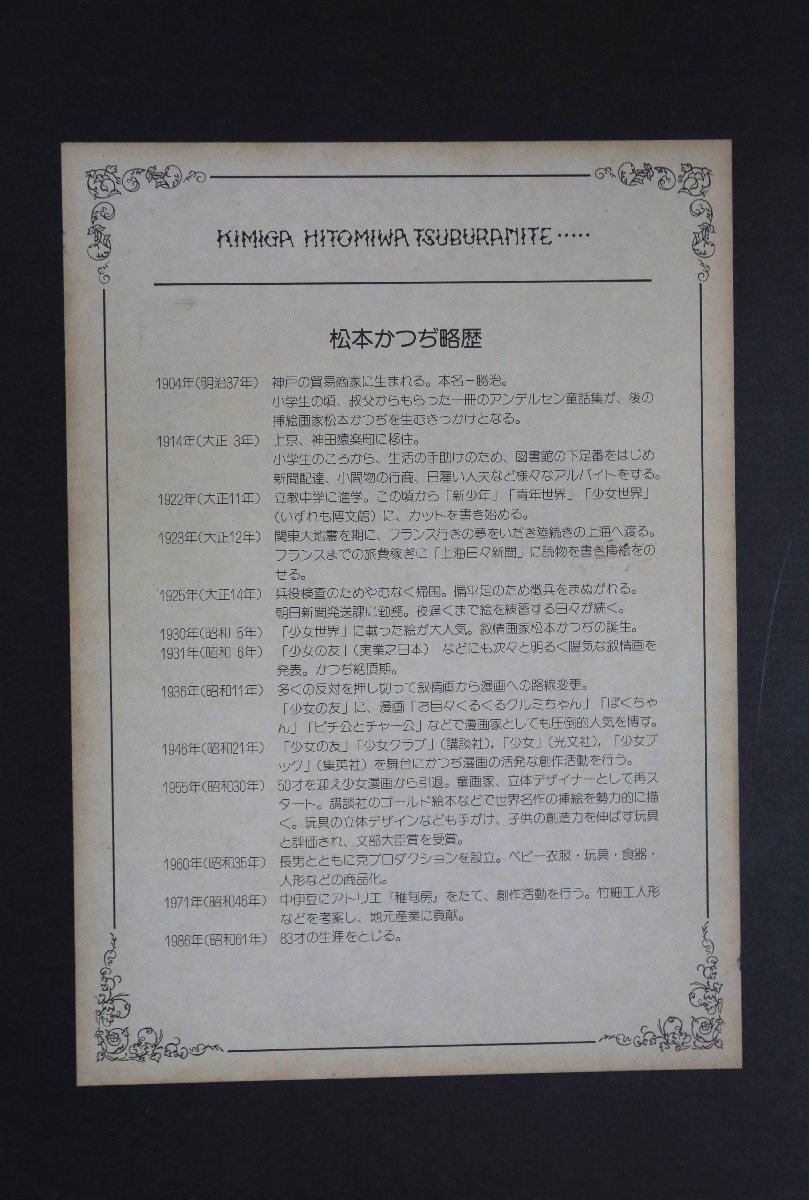 KIMIGA HITOMIWA TSUBURANITE・・・・・
松本かつぢ略歴
1904年(明治37年) 神戸の貿易商家に生まれる。本名−勝治。
小学生の頃、叔父からもらった一冊のアンデルセン童話集が、後の
挿絵画家松本かつぢを生むきっかけとなる。
1914年(大正 3年) 上京、神田猿楽町に移住。
小学生のころから、生活の手助けのため、図書館の下足番をはじめ
新聞配達、小間物の行商、日雇い人夫など様々なアルバイトをする。
1922年(大正11年) 立教中学に進学。この頃から「新少年」「青年世界」「少女世界」
(いずれも博文館)に、カットを書き始める。
1923年(大正12年) 関東大地震を期に、フランス行きの夢をいだき陸続きの上海へ渡る。
フランスまでの旅費稼ぎに「上海日々新聞」に読物を書き挿絵をの
せる。
1925年(大正14年) 兵役検査のためやむなく帰国。偏平足のため徴兵をまぬがれる。
朝日新聞発送課に勤務。夜遅くまで絵を練習する日々が続く。
1930年(昭和 5年) 「少女世界」に載った絵が大人気。叙情画家松本かつぢの誕生。
1931年(昭和 6年) 「少女の友」(実業之日本) などにも次々と明るく陽気な叙情画を
発表。かつぢ絶頂期。
1936年(昭和11年) 多くの反対を押し切って叙情画から漫画への路線変更。
「少女の友」に、漫画「お目々くるくるクルミちゃん」「ぽくちゃ
ん」「ピチ公とチャー公」などで漫画家としても圧倒的人気を博す。
1946年(昭和21年) 「少女の友」「少女クラブ」(講談社),「少女」(光文社),「少女ブ
ック」(集英社) を舞台にかつぢ漫画の活発な創作活動を行う。
1955年(昭和30年) 50才を迎え少女漫画から引退。童画家、立体デザイナーとして再ス
タート。講談社のゴールド絵本などで世界名作の挿絵を勢力的に描
く。玩具の立体デザインなども手がけ、子供の創造力を伸ばす玩具
と評価され、文部大臣賞を受賞。
1960年(昭和35年) 長男とともに克プロダクションを設立。ベビー衣服・玩具・食器・
人形などの商品化。
1971年(昭和46年) 中伊豆にアトリエ『稚旬房』をたて、創作活動を行う。竹細工人形
などを考案し、地元産業に貢献。
1986年(昭和61年) 83才の生涯をとじる。